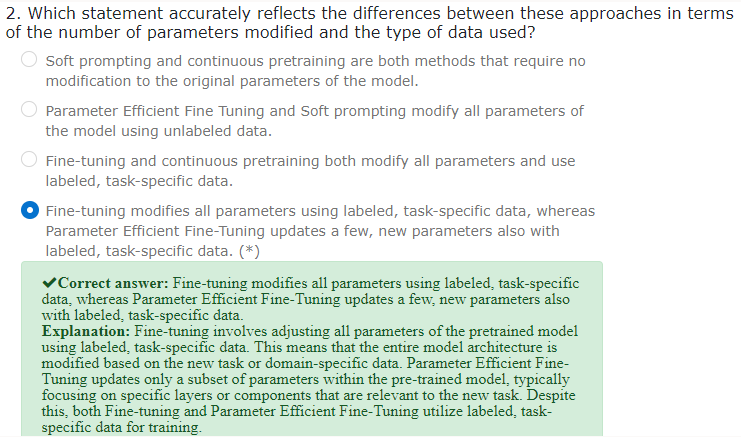 2. Which statement accurately reflects the differences between these approaches in terms
of the number of parameters modified and the type of data used?
Soft prompting and continuous pretraining are both methods that require no
modification to the original parameters of the model.
Parameter Efficient Fine Tuning and Soft prompting modify all parameters of
the model using unlabeled data.
Fine-tuning and continuous pretraining both modify all parameters and use
labeled, task-specific data.
Fine-tuning modifies all parameters using labeled, task-specific data, whereas
Parameter Efficient Fine-Tuning updates a few, new parameters also with
labeled, task-specific data. (*)
✔Correct answer: Fine-tuning modifies all parameters using labeled, task-specific
data, whereas Parameter Efficient Fine-Tuning updates a few, new parameters also
with labeled, task-specific data.
Explanation: Fine-tuning involves adjusting all parameters of the pretrained model
using labeled, task-specific data. This means that the entire model architecture is
modified based on the new task or domain-specific data. Parameter Efficient Fine-
Tuning updates only a subset of parameters within the pre-trained model, typically
focusing on specific layers or components that are relevant to the new task. Despite
this, both Fine-tuning and Parameter Efficient Fine-Tuning utilize labeled, task-
specific data for training.